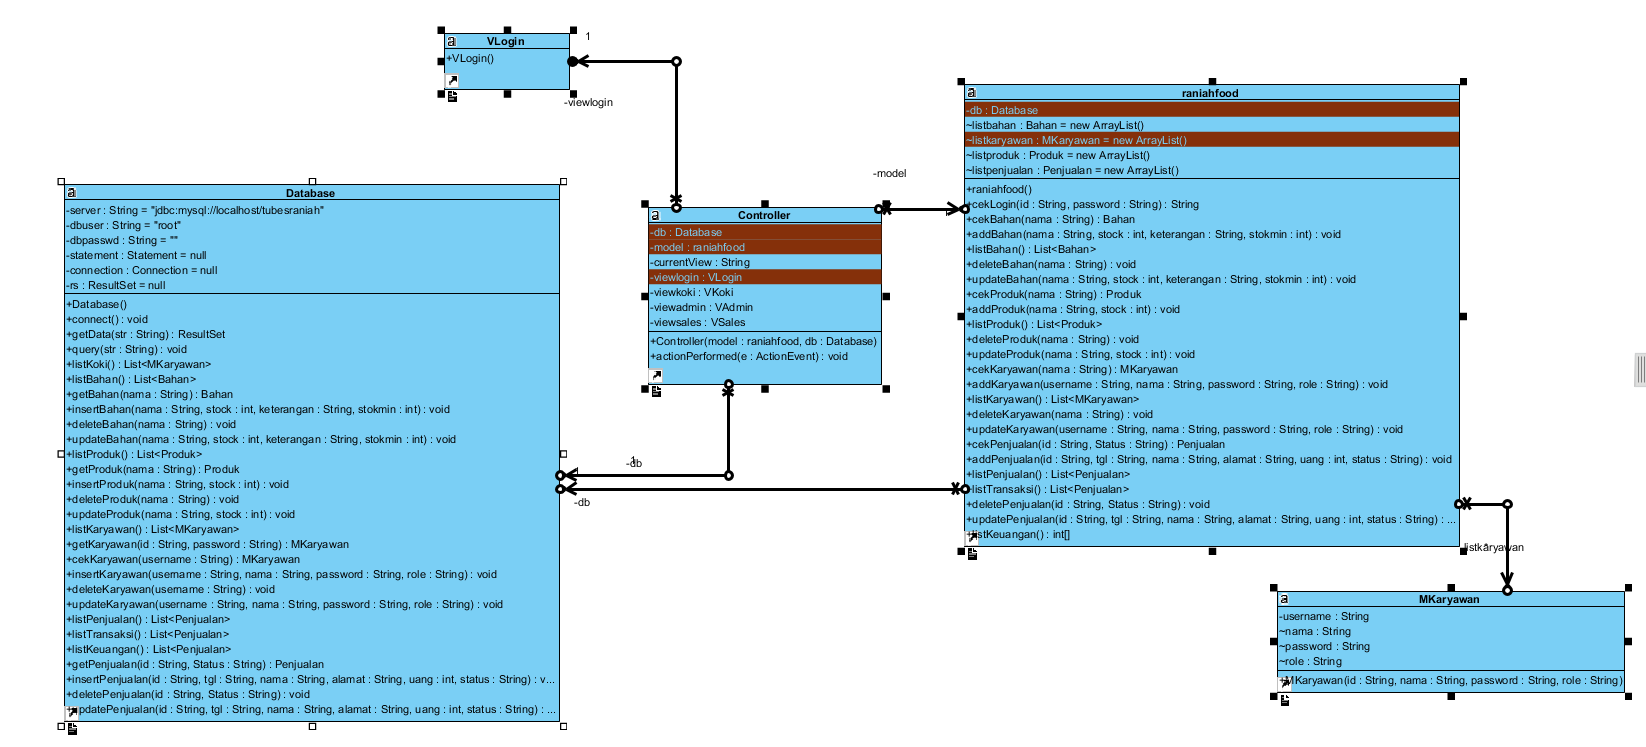 VLogin
+VLogin()
1
-viewlogin
Database
-server : String = "jdbc:mysql://localhost/tubesraniah"
-dbuser : String = "root"
-dbpasswd : String = ""
-statement : Statement = null
-connection : Connection = null
-rs : ResultSet = null
+Database()
+connect() : void
+getData(str : String) : ResultSet
+query(str : String) : void
+listKoki() : List<MKaryawan>
+listBahan() : List<Bahan>
+getBahan(nama : String) : Bahan
+insertBahan(nama : String, stock : int, keterangan : String, stokmin : int) : void
+deleteBahan(nama : String) : void
+updateBahan(nama : String, stock : int, keterangan : String, stokmin : int) : void
+listProduk() : List<Produk>
+getProduk(nama : String) : Produk
+insertProduk(nama : String, stock : int) : void
+deleteProduk(nama : String) : void
+updateProduk(nama : String, stock : int) : void
+listKaryawan() : List<MKaryawan>
+getKaryawan(id : String, password : String) : MKaryawan
+cekKaryawan(username : String) : MKaryawan
+insertKaryawan(username : String, nama : String, password : String, role : String) : void
+deleteKaryawan(username : String) : void
+updateKaryawan(username : String, nama : String, password : String, role : String) : void
+listPenjualan() : List<Penjualan>
+listTransaksi() : List<Penjualan>
+listKeuangan() : List<Penjualan>
+getPenjualan(id : String, Status : String) : Penjualan
+insertPenjualan(id : String, tgl : String, nama : String, alamat : String, uang : int, status : String) : v...
+deletePenjualan(id : String, Status : String) : void
+updatePenjualan(id : String, tgl : String, nama : String, alamat : String, uang : int, status : String) : ...
Controller
-db : Database
-model : raniahfood
-currentView : String
-viewlogin : VLogin
-viewkoki : VKoki
-viewadmin : VAdmin
-viewsales : VSales
+Controller(model : raniahfood, db : Database)
+actionPerformed(e : ActionEvent) : void
-model
1
-db
1
-db
raniahfood
-db : Database
~listbahan : Bahan = new ArrayList()
~listkaryawan : MKaryawan = new ArrayList()
~listproduk : Produk = new ArrayList()
~listpenjualan : Penjualan = new ArrayList()
+raniahfood()
+cekLogin(id : String, password : String) : String
+cekBahan(nama : String) : Bahan
+addBahan(nama : String, stock : int, keterangan : String, stokmin : int) : void
+listBahan() : List<Bahan>
+deleteBahan(nama : String) : void
+updateBahan(nama : String, stock : int, keterangan : String, stokmin : int) : void
+cekProduk(nama : String) : Produk
+addProduk(nama : String, stock : int) : void
+listProduk() : List<Produk>
+deleteProduk(nama : String) : void
+updateProduk(nama : String, stock : int) : void
+cekKaryawan(nama : String) : MKaryawan
+addKaryawan(username : String, nama : String, password : String, role : String) : void
+listKaryawan() : List<MKaryawan>
+deleteKaryawan(nama : String) : void
+updateKaryawan(username : String, nama : String, password : String, role : String) : void
+cekPenjualan(id : String, Status : String) : Penjualan
+addPenjualan(id : String, tgl : String, nama : String, alamat : String, uang : int, status : String) : void
+listPenjualan() : List<Penjualan>
+listTransaksi() : List<Penjualan>
+deletePenjualan(id : String, Status : String) : void
+updatePenjualan(id : String, tgl : String, nama : String, alamat : String, uang : int, status : String) : ...
+listKeuangan() : int[]
listkaryawan
MKaryawan
-username : String
~nama : String
~password : String
~role : String
+MKaryawan(id : String, nama : String, password : String, role : String)